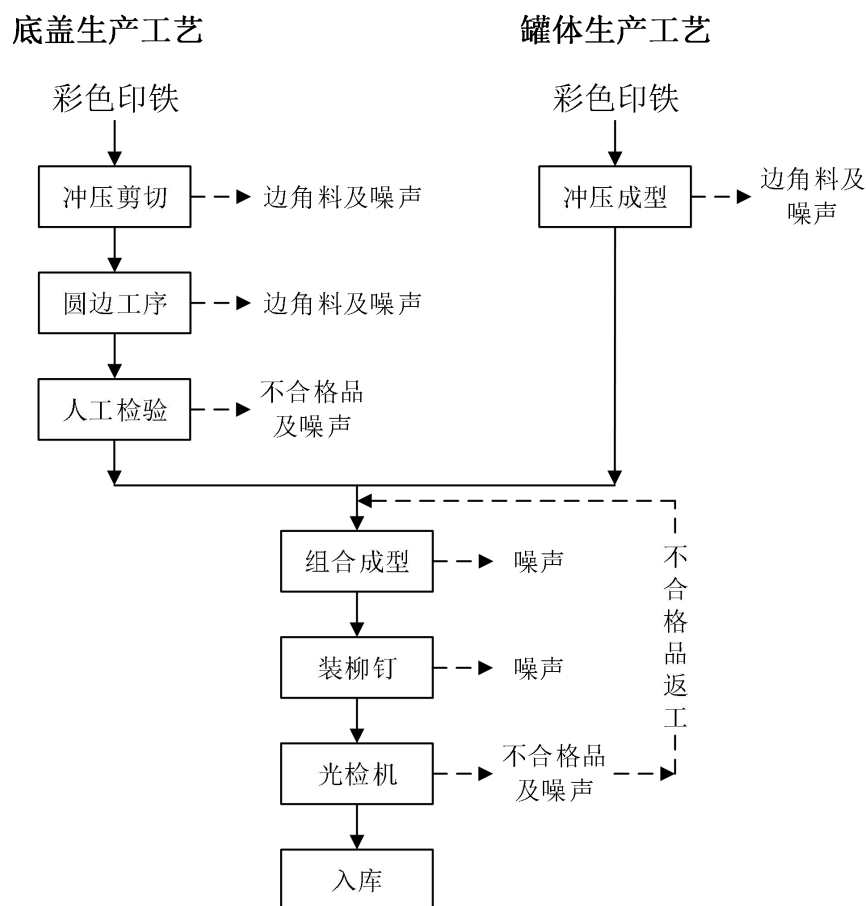 底盖生产工艺
罐体生产工艺
彩色印铁
彩色印铁
冲压剪切
边角料及噪声
冲压成型
边角料及
噪声
圆边工序
边角料及噪声
人工检验
不合格品
及噪声
组合成型
噪声
不合格品返工
装柳钉
噪声
光检机
不合格品
及噪声
入库